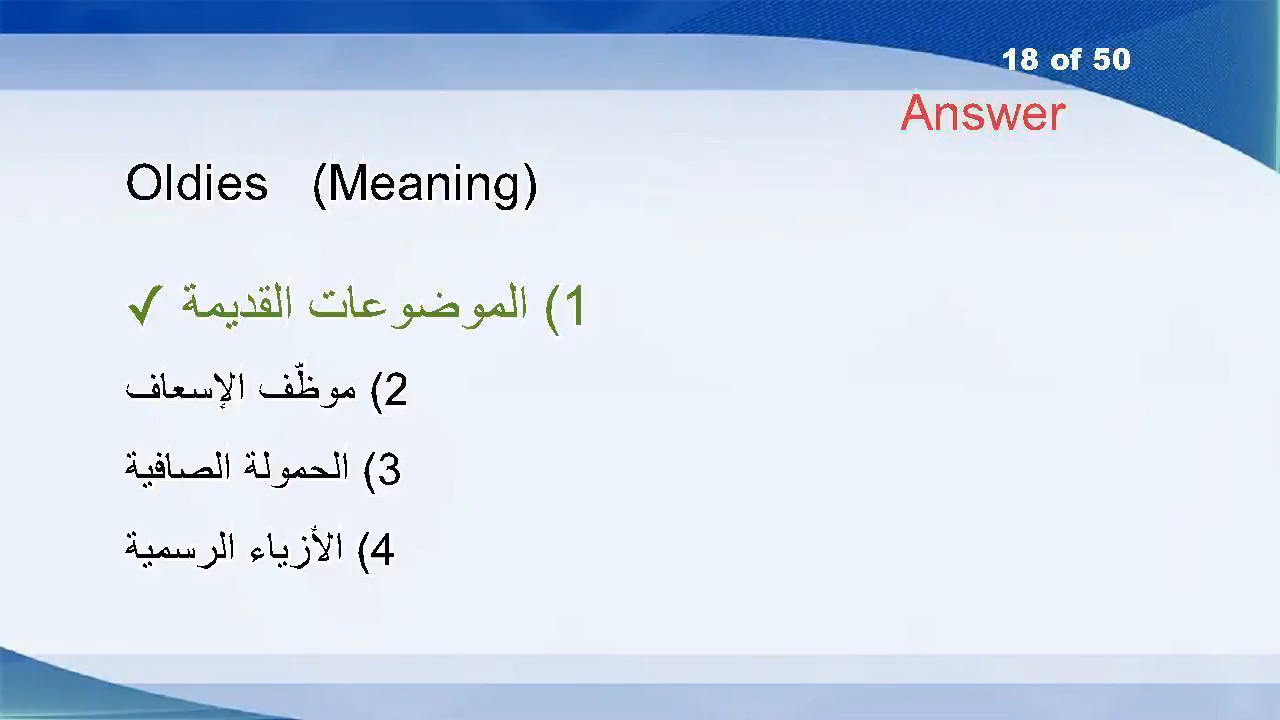 18 of 50
Answer
Oldies (Meaning)
1) الموضوعات القديمة ✓
2) موظّف الإسعاف
3) الحمولة الصافية
4) الأزياء الرسمية